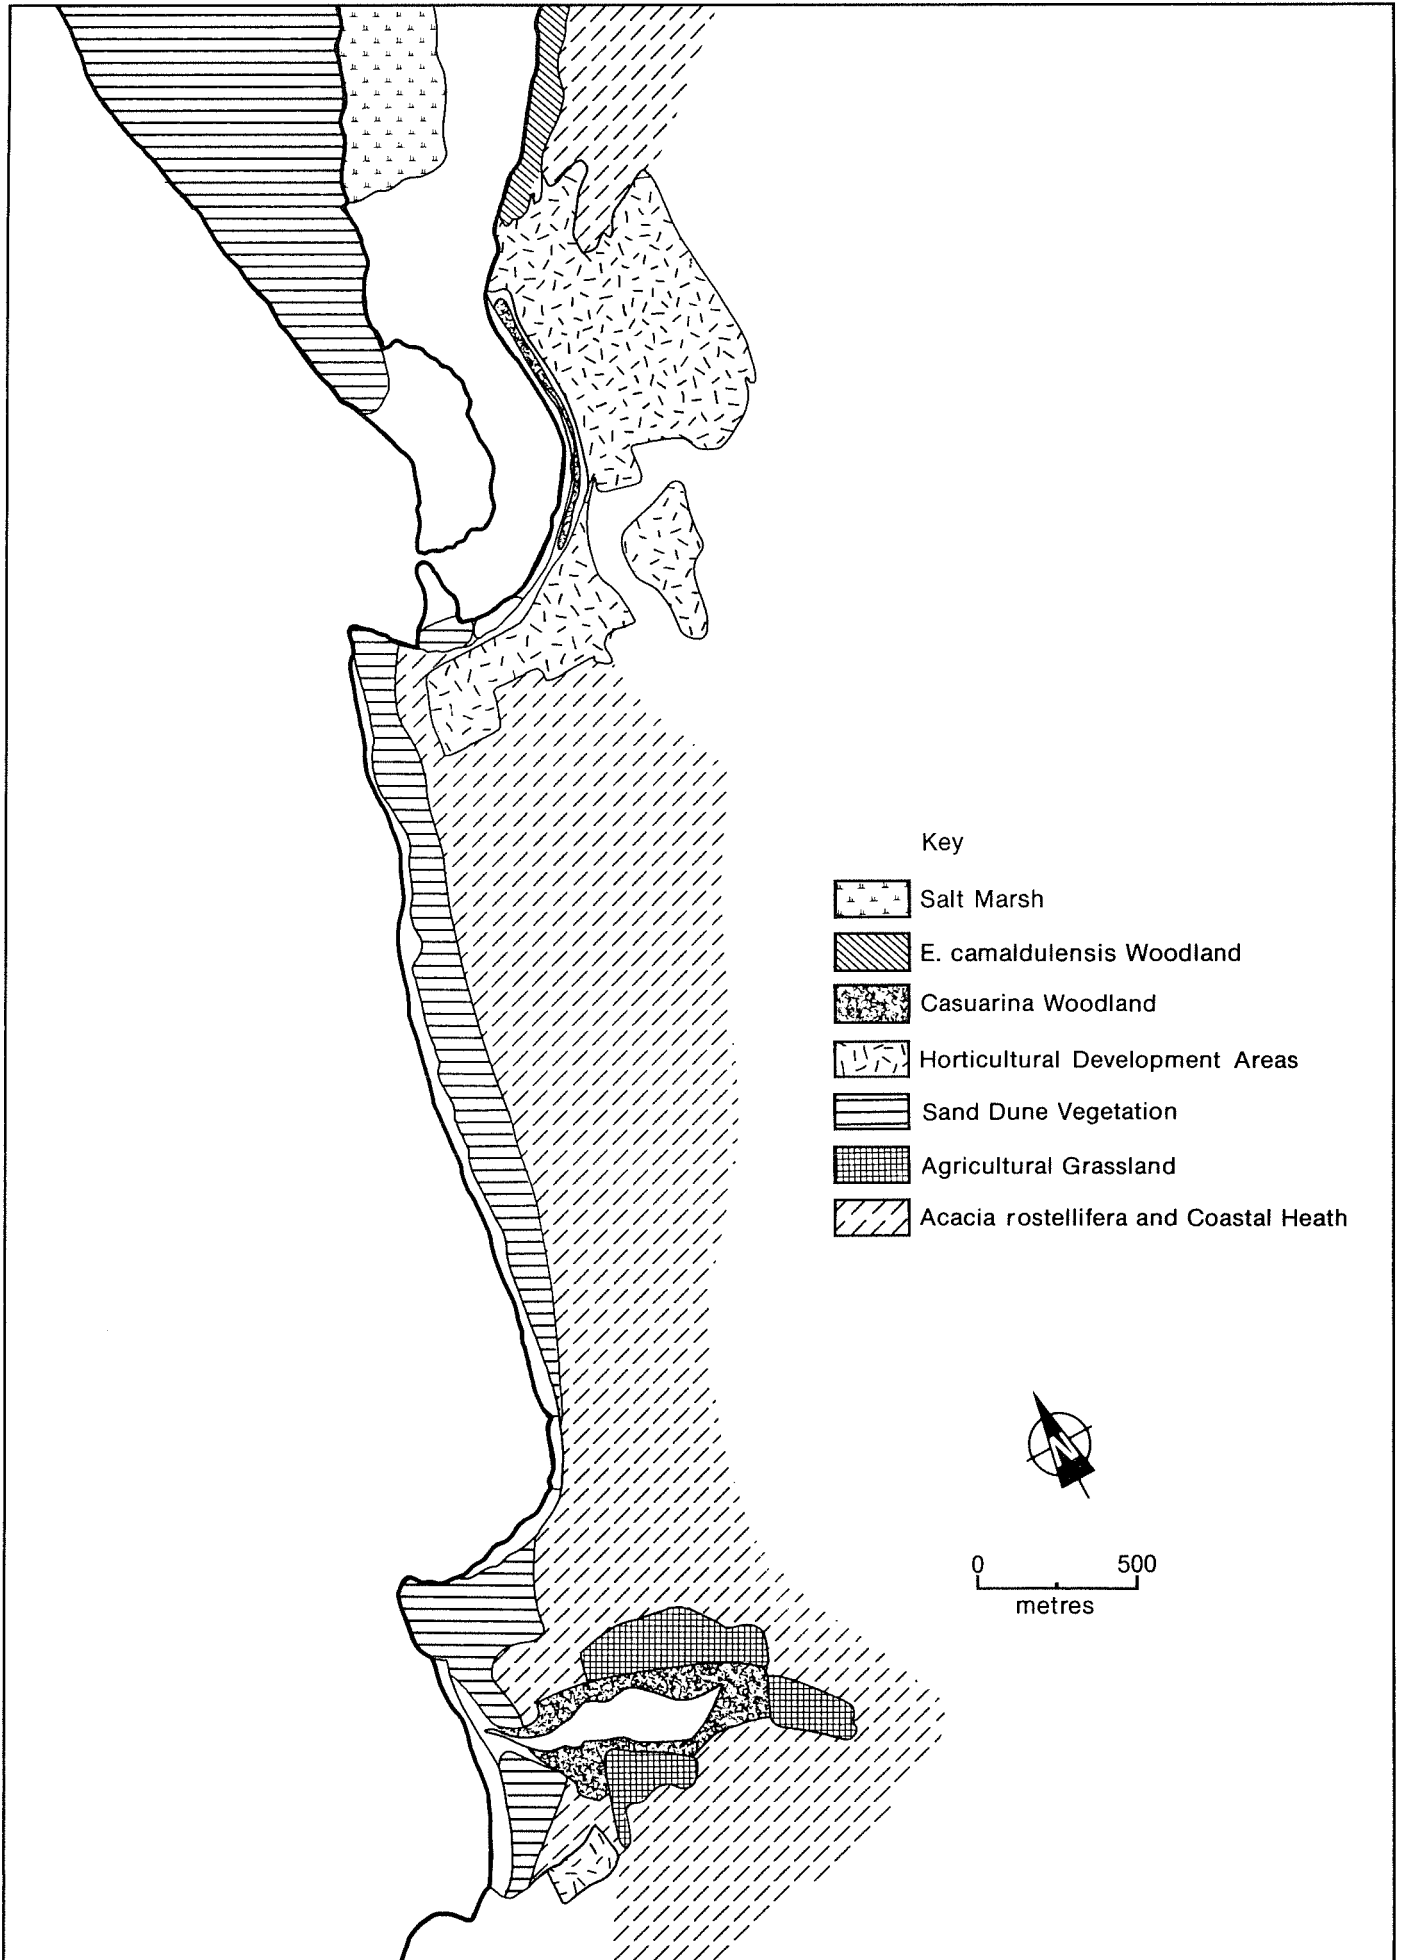 Key
Salt Marsh
E. camaldulensis Woodland
Casuarina Woodland
Horticultural Development Areas
Sand Dune Vegetation
Agricultural Grassland
Acacia rostellifera and Coastal Heath
N
0 500
metres